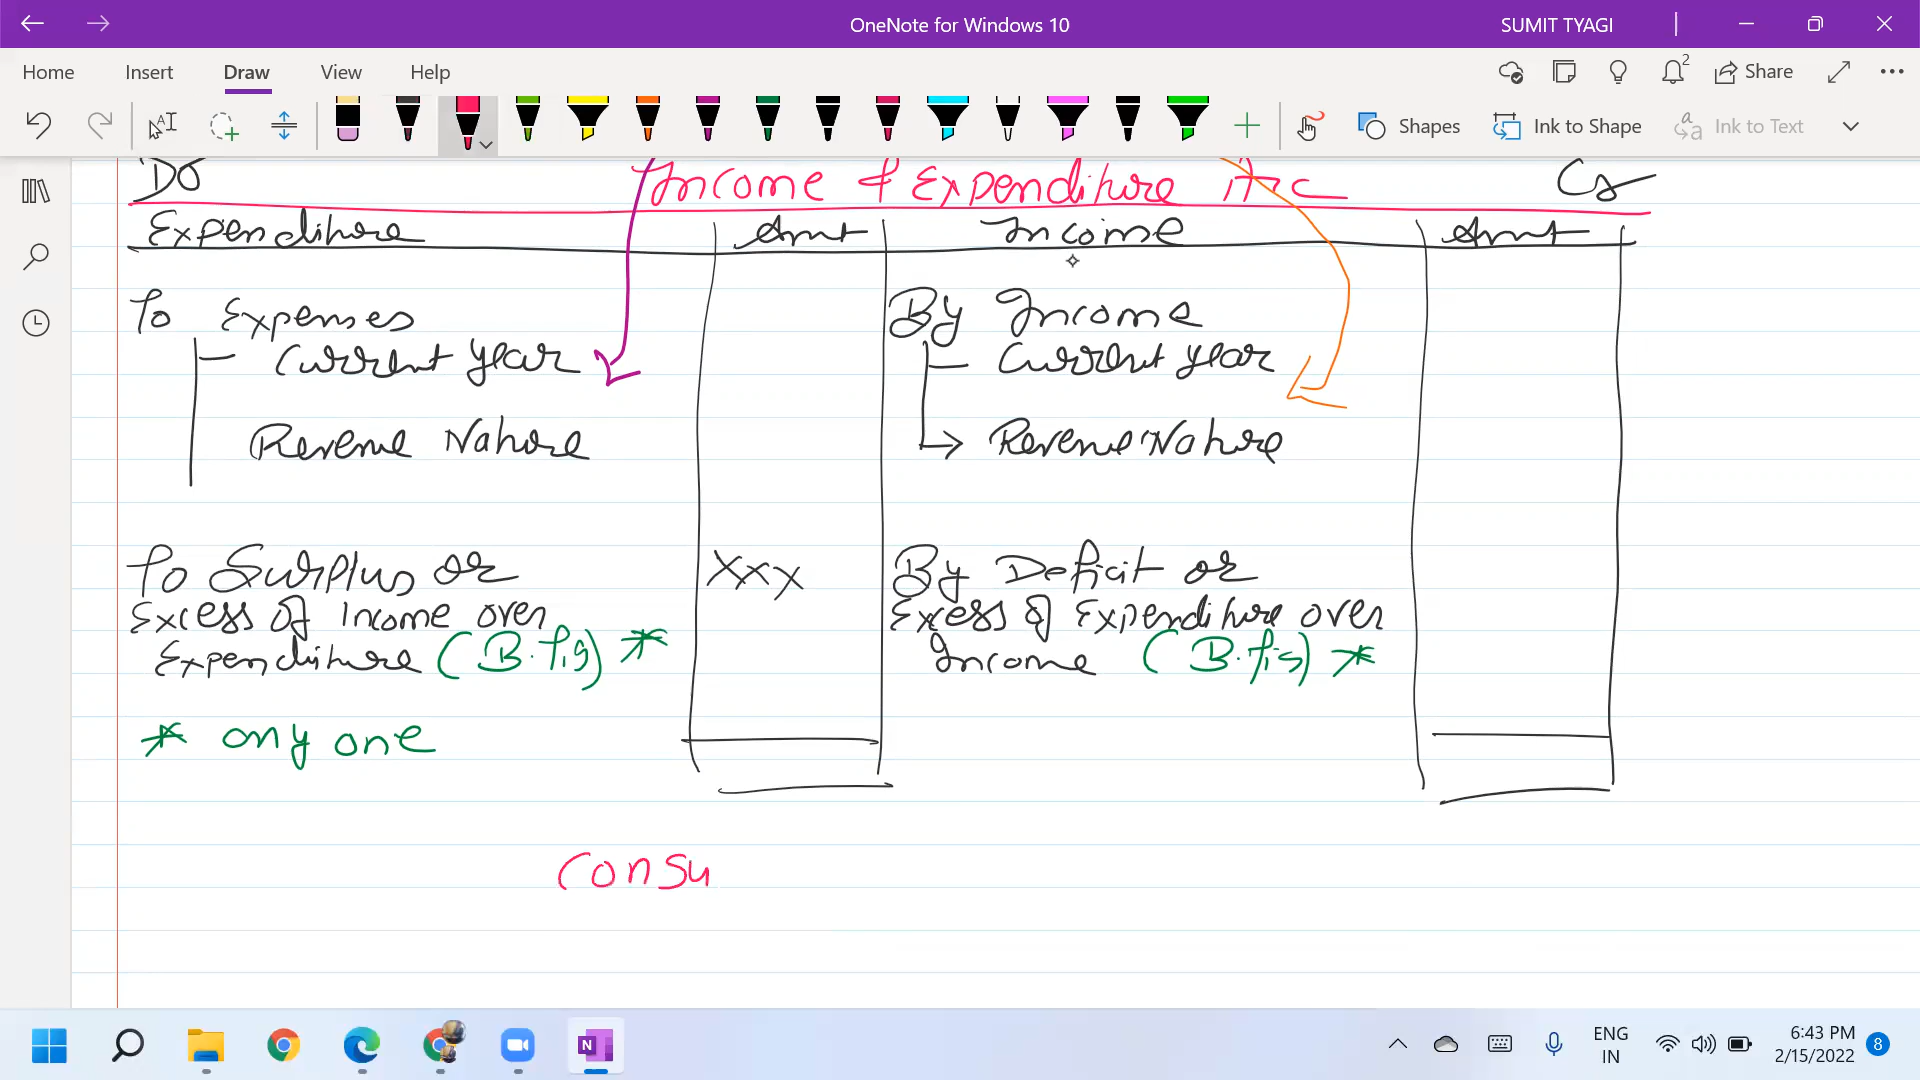 OneNote for Windows 10
SUMIT TYAGI
Home Insert Draw View Help
2
Share
Shapes
Ink to Shape
Ink to Text
Dr Income & Expenditure A/c Cr
Expenditure Amt Income Amt
To Expenses By Income
Current year Current year
Revenue Nature Revenue Nature
To Surplus or XXX By Deficit or
Excess of Income over Excess of Expenditure over
Expenditure (B.fig) * Income (B.fig) *
* any one
Consu
ENG
IN
6:43 PM
2/15/2022
8